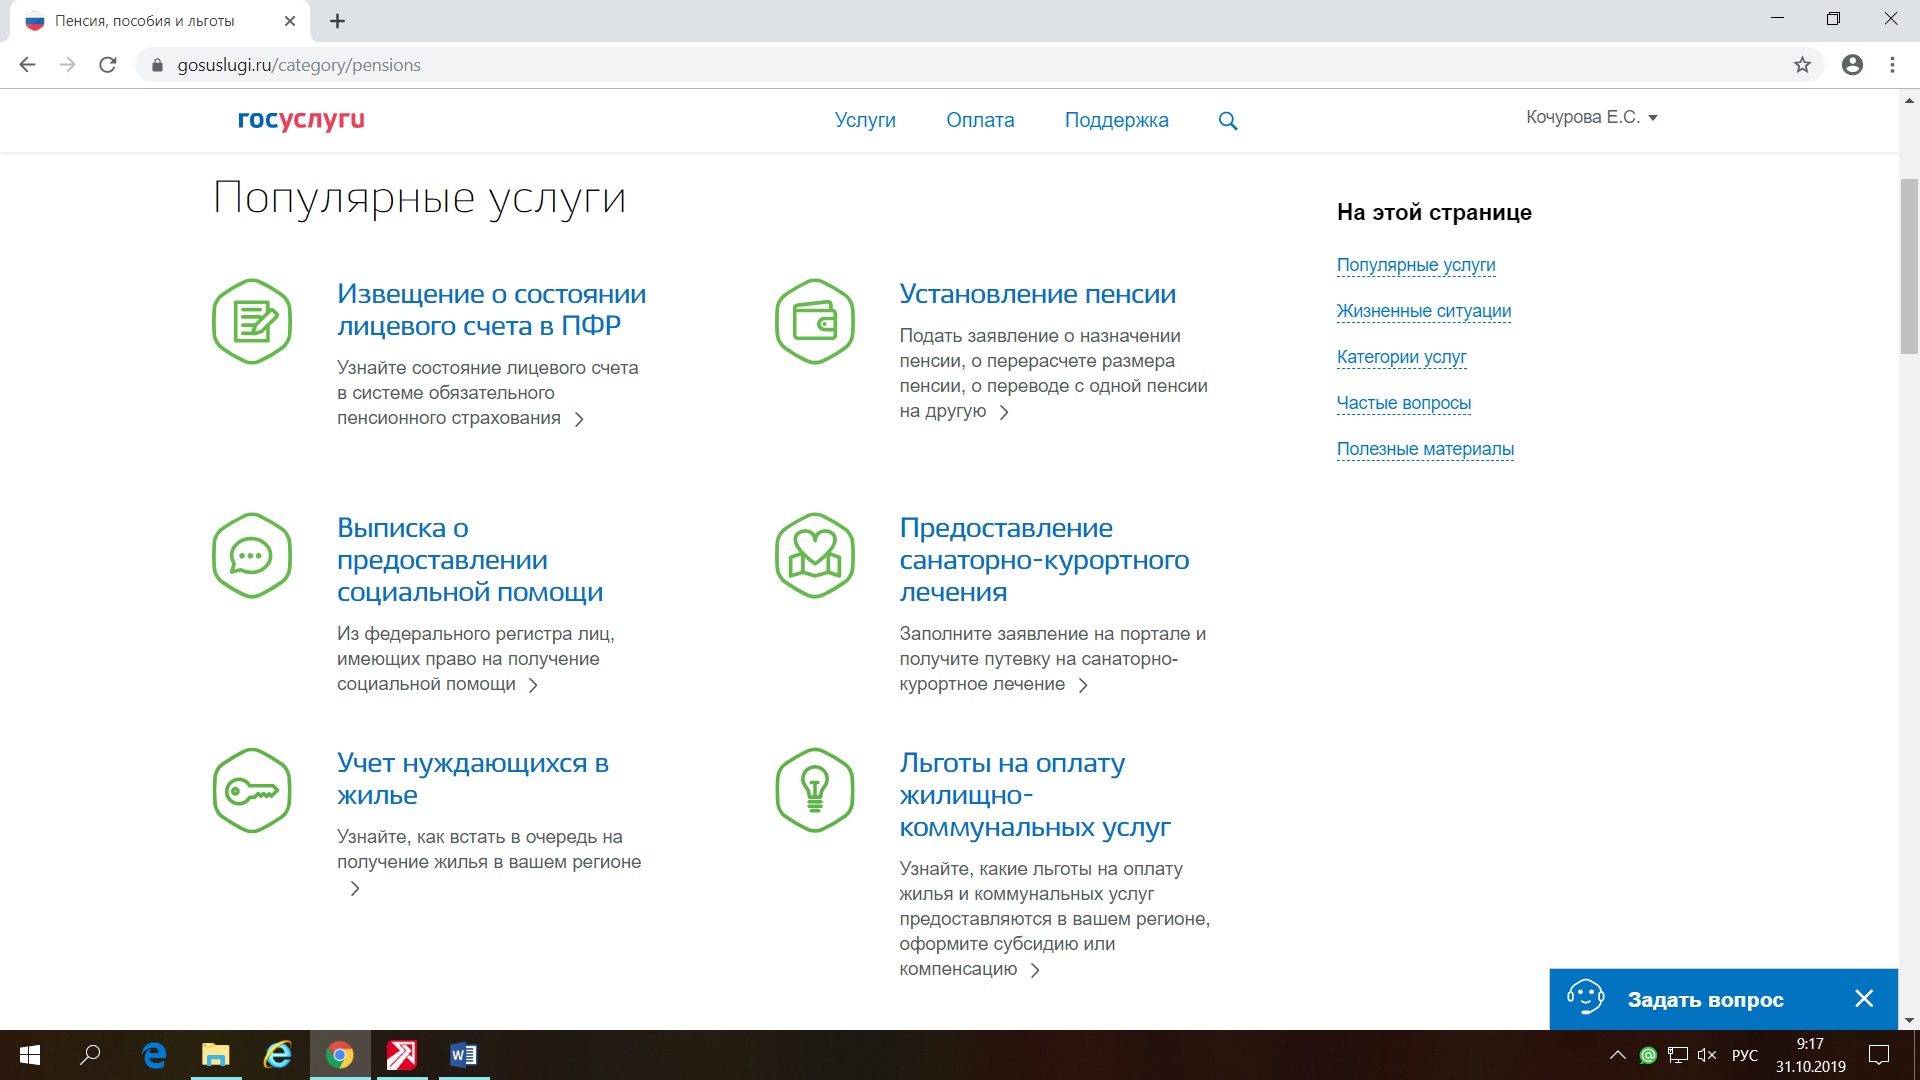 Пенсия, пособия и льготы
gosuslugi.ru/category/pensions
госуслуги
Услуги
Оплата
Поддержка
Кочурова Е.С.
Популярные услуги
Извещение о состоянии
лицевого счета в ПФР
Узнайте состояние лицевого счета
в системе обязательного
пенсионного страхования
Установление пенсии
Подать заявление о назначении
пенсии, о перерасчете размера
пенсии, о переводе с одной пенсии
на другую
Выписка о
предоставлении
социальной помощи
Из федерального регистра лиц,
имеющих право на получение
социальной помощи
Предоставление
санаторно-курортного
лечения
Заполните заявление на портале и
получите путевку на санаторно-
курортное лечение
Учет нуждающихся в
жилье
Узнайте, как встать в очередь на
получение жилья в вашем регионе
Льготы на оплату
жилищно-
коммунальных услуг
Узнайте, какие льготы на оплату
жилья и коммунальных услуг
предоставляются в вашем регионе,
оформите субсидию или
компенсацию
На этой странице
Популярные услуги
Жизненные ситуации
Категории услуг
Частые вопросы
Полезные материалы
Задать вопрос
РУС
9:17
31.10.2019